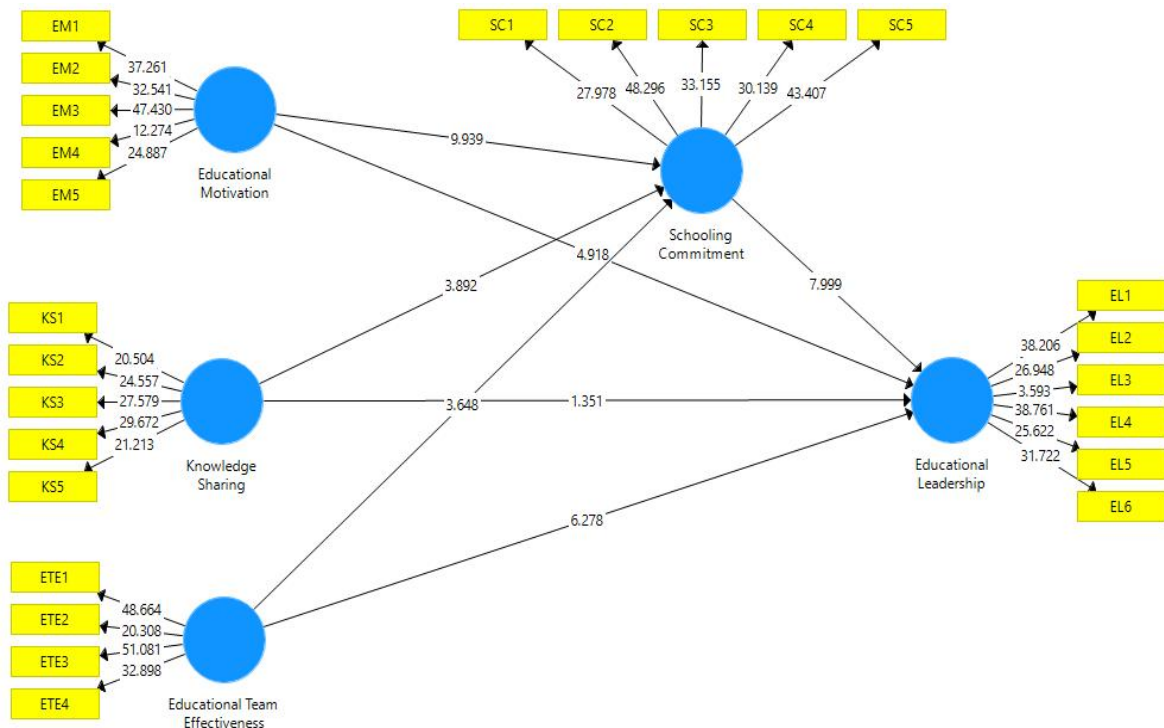 EM1
EM2
EM3
EM4
EM5
37.261
32.541
47.430
12.274
24.887
Educational
Motivation
SC1
SC2
SC3
SC4
SC5
27.978
48.296
33.155
30.139
43.407
Schooling
Commitment
9.939
4.918
3.892
7.999
KS1
KS2
KS3
KS4
KS5
20.504
24.557
27.579
29.672
21.213
Knowledge
Sharing
3.648
1.351
6.278
EL1
EL2
EL3
EL4
EL5
EL6
38.206
26.948
3.593
38.761
25.622
31.722
Educational
Leadership
ETE1
ETE2
ETE3
ETE4
48.664
20.308
51.081
32.898
Educational Team
Effectiveness